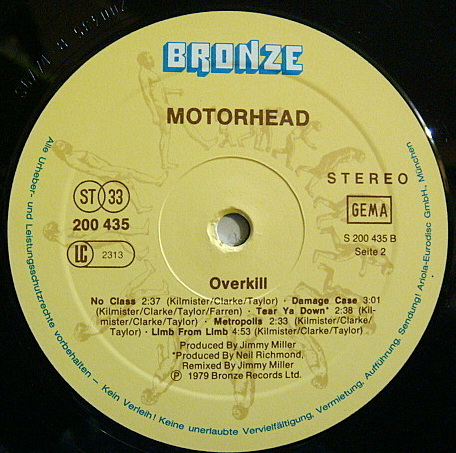 BRONZE
MOTORHEAD
STEREO
ST 33
200 435
LC 2313
GEMA
S 200 435 B
Seite 2
Overkill
No Class 2:37 (Kilmister/Clarke/Taylor) · Damage Case 3:01
(Kilmister/Clarke/Taylor/Farren) · Tear Ya Down* 2:38 (Kil-
mister/Clarke/Taylor) · Metropolis 2:33 (Kilmister/Clarke/
Taylor) · Limb From Limb 4:53 (Kilmister/Clarke/Taylor)
Produced By Jimmy Miller
*Produced By Neil Richmond,
Remixed By Jimmy Miller
Ⓟ 1979 Bronze Records Ltd.
Alle Urheber- und Leistungsschutzrechte vorbehalten – Kein Verleih! Keine unerlaubte Vervielfältigung, Vermietung, Aufführung, Sendung! Ariola-Eurodisc GmbH., München